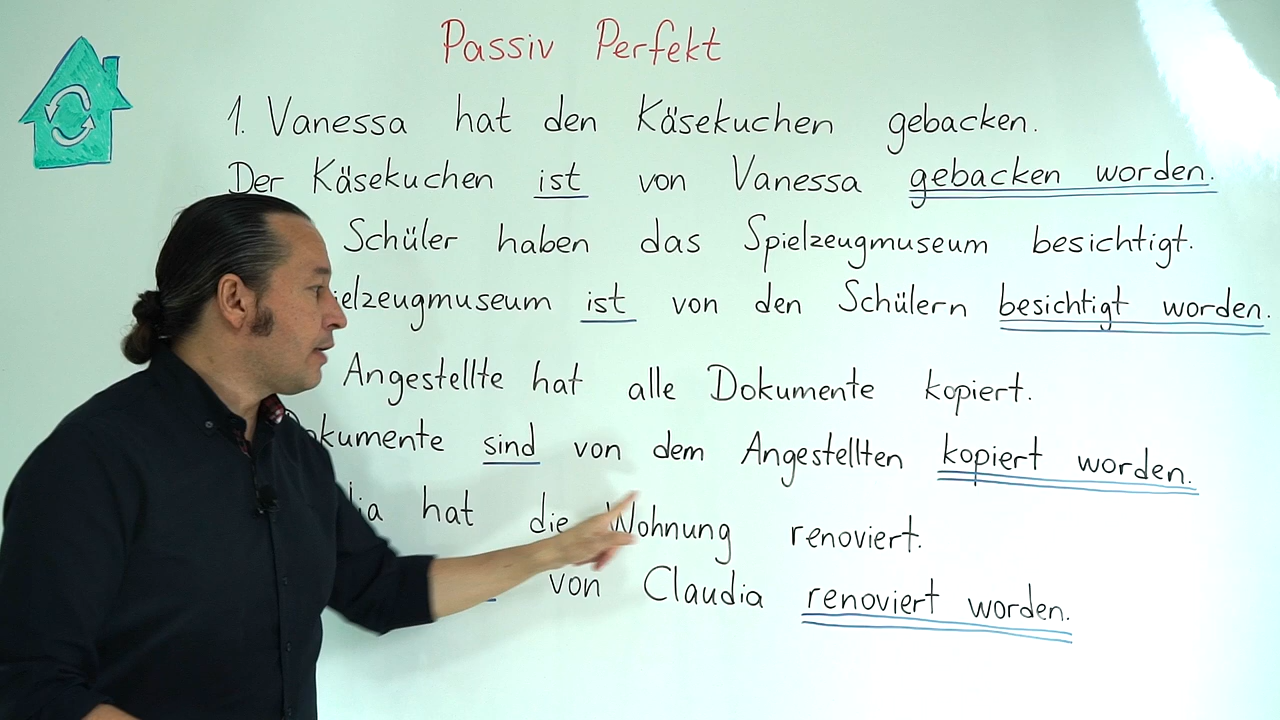 Passiv Perfekt
1. Vanessa hat den Käsekuchen gebacken.
Der Käsekuchen ist von Vanessa gebacken worden.
Schüler haben das Spielzeugmuseum besichtigt.
ielzeugmuseum ist von den Schülern besichtigt worden.
Angestellte hat alle Dokumente kopiert.
kumente sind von dem Angestellten kopiert worden.
dia hat die Wohnung renoviert.
von Claudia renoviert worden.